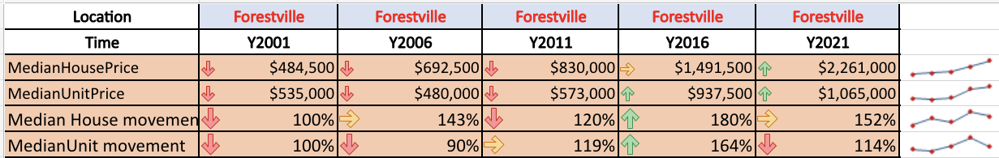 Location Forestville Forestville Forestville Forestville Forestville
Time Y2001 Y2006 Y2011 Y2016 Y2021
MedianHousePrice $484,500 $692,500 $830,000 $1,491,500 $2,261,000
MedianUnitPrice $535,000 $480,000 $573,000 $937,500 $1,065,000
Median House movemen 100% 143% 120% 180% 152%
MedianUnit movement 100% 90% 119% 164% 114%